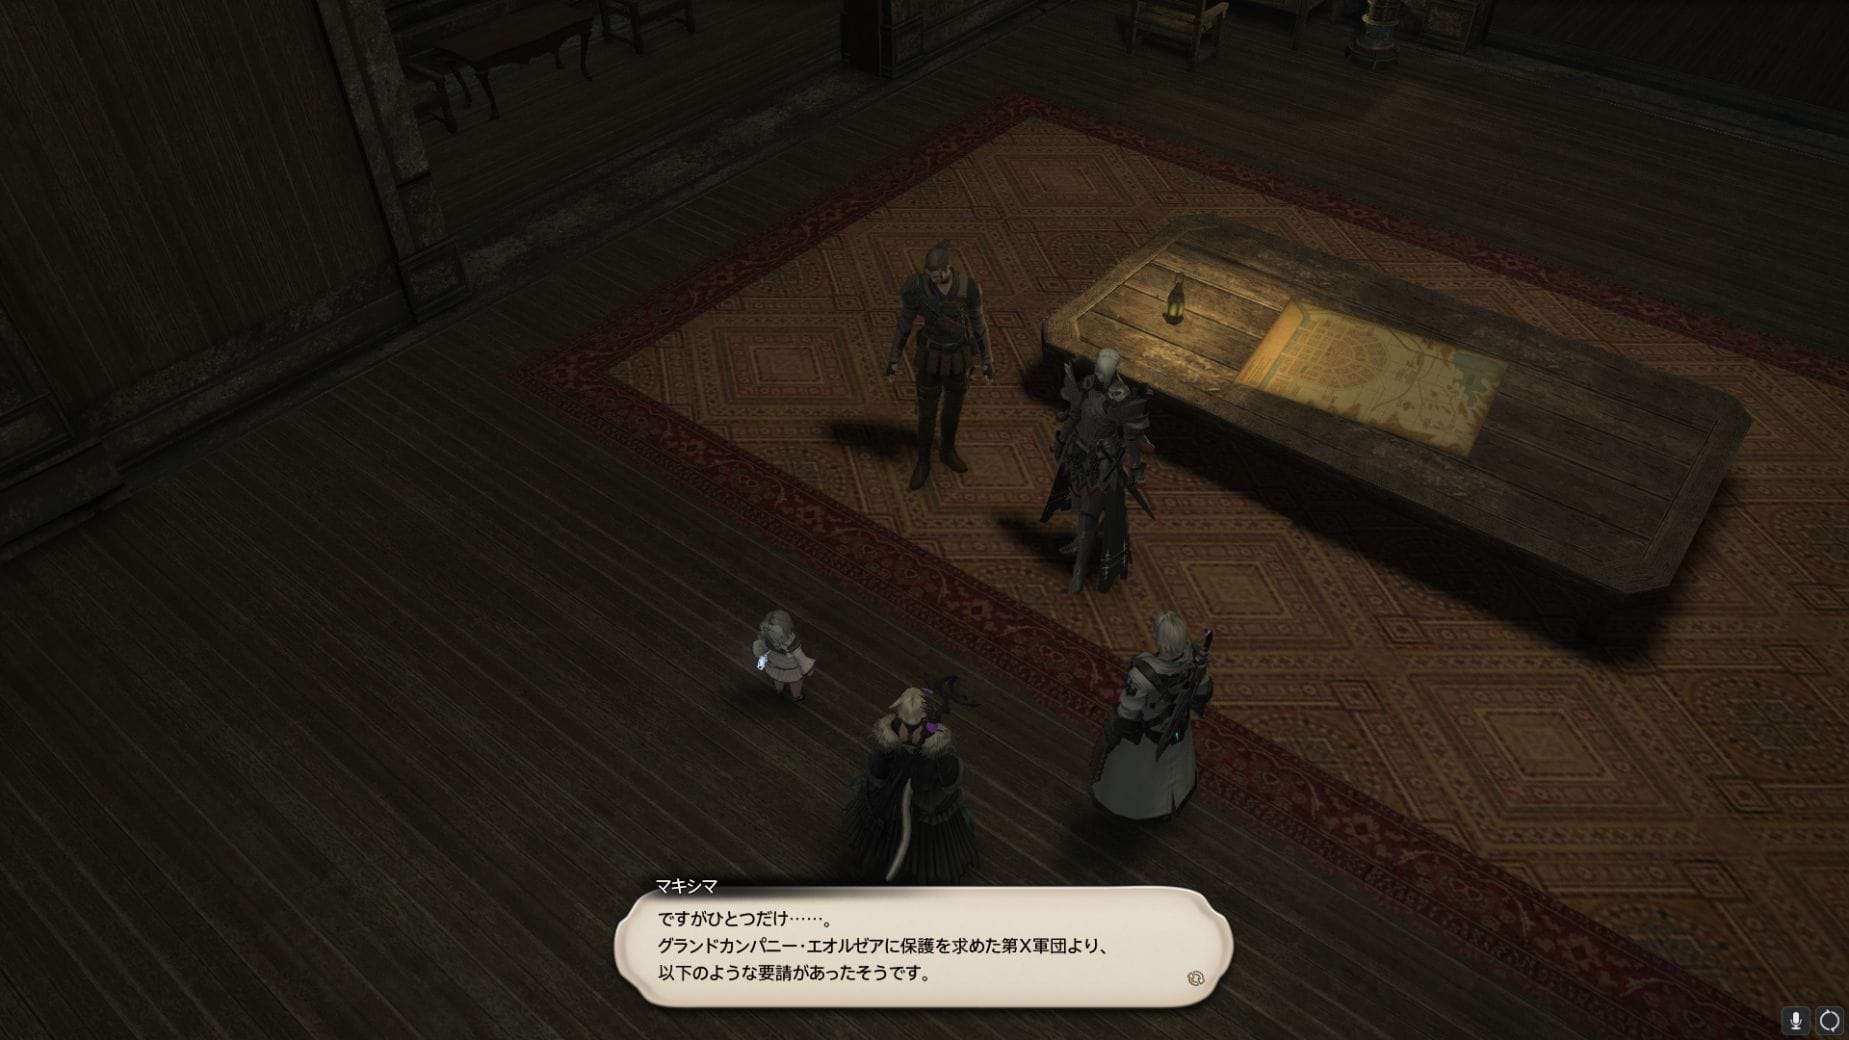 マキシマ
ですがひとつだけ……。
グランドカンパニー・エオルゼアに保護を求めた第X軍団より、
以下のような要請があったそうです。